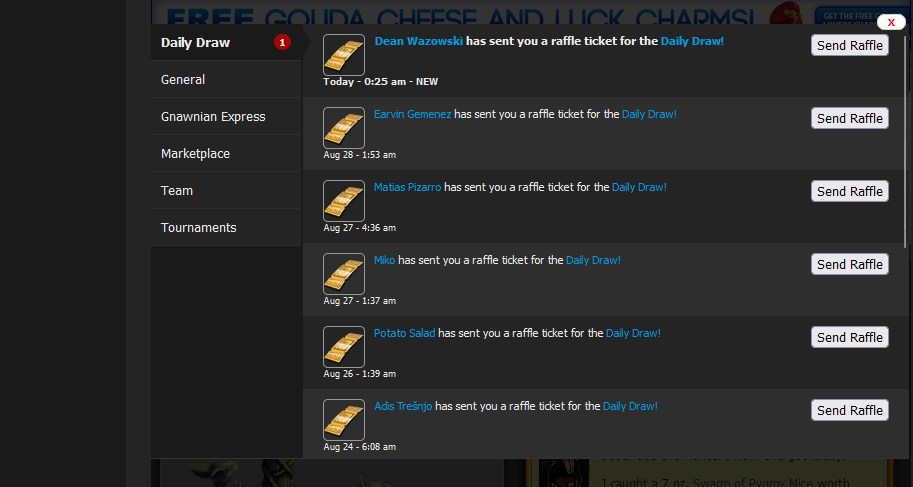 FREE GOUDA CHEESE AND LUCK CHARMS!
GET THE FREE
x
Daily Draw
1
General
Gnawnian Express
Marketplace
Team
Tournaments
Dean Wazowski has sent you a raffle ticket for the Daily Draw!
Send Raffle
Today - 0:25 am - NEW
Earvin Gemenez has sent you a raffle ticket for the Daily Draw!
Send Raffle
Aug 28 - 1:53 am
Matias Pizarro has sent you a raffle ticket for the Daily Draw!
Send Raffle
Aug 27 - 4:36 am
Miko has sent you a raffle ticket for the Daily Draw!
Send Raffle
Aug 27 - 1:37 am
Potato Salad has sent you a raffle ticket for the Daily Draw!
Send Raffle
Aug 26 - 1:39 am
Adis Trešnjo has sent you a raffle ticket for the Daily Draw!
Send Raffle
Aug 24 - 6:08 am
I caught a 7 oz. Swarm of Pygmy Mice worth